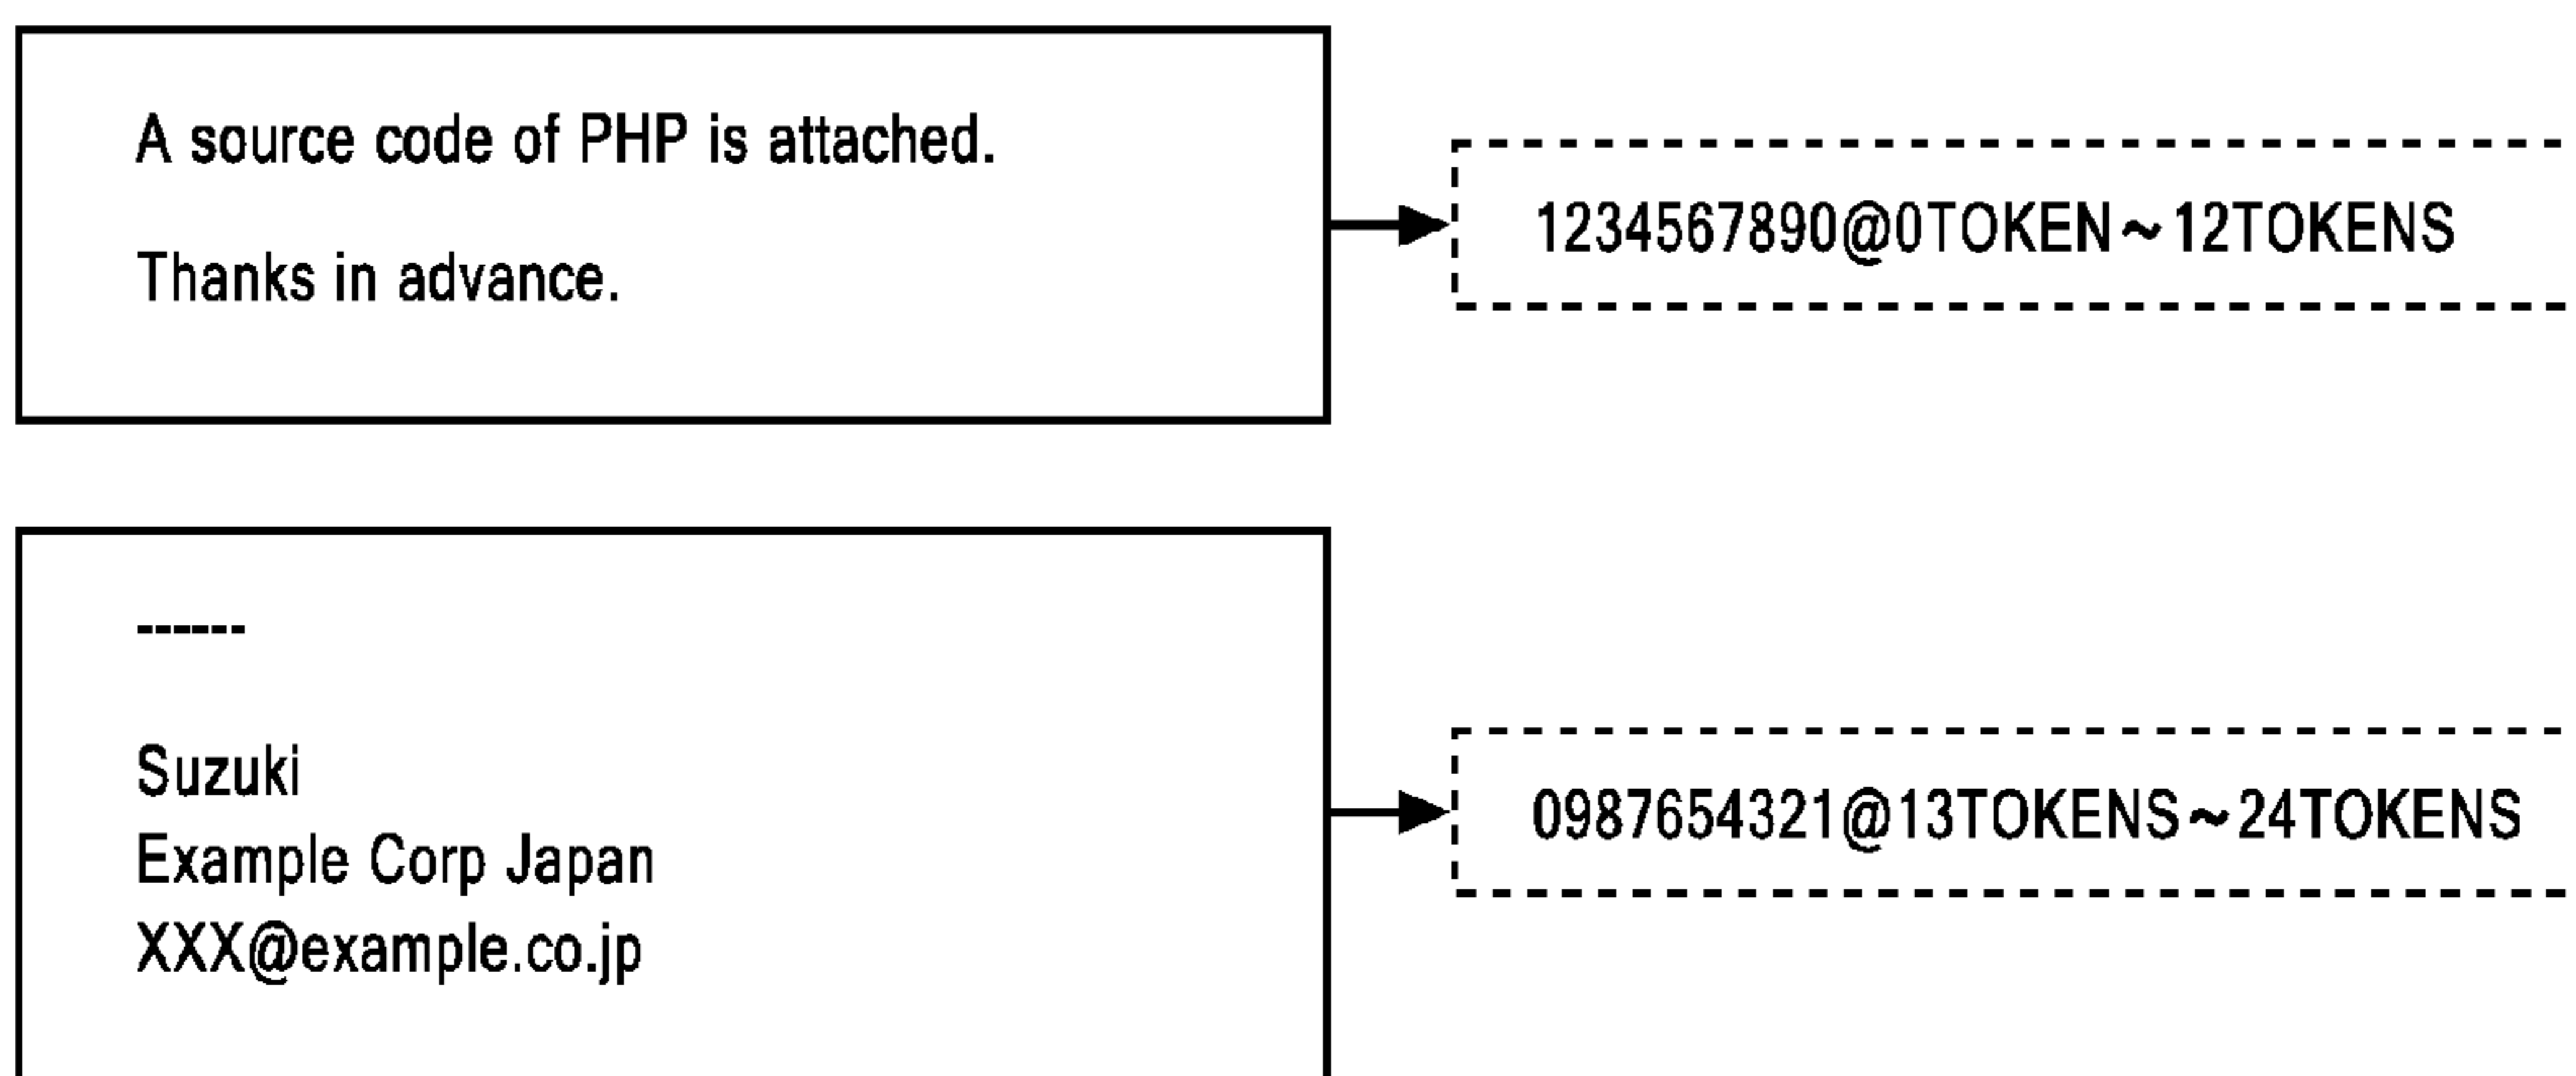 A source code of PHP is attached.
Thanks in advance.
1234567890@0TOKEN~12TOKENS
------
Suzuki
Example Corp Japan
XXX@example.co.jp
0987654321@13TOKENS~24TOKENS